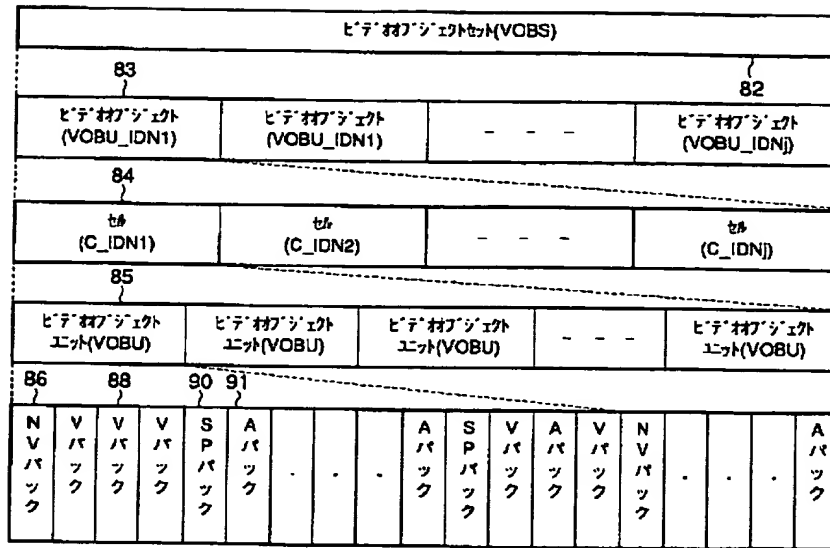 ビデオオブジェクトセット(VOBS)
83
82
ビデオオブジェクト
(VOBU_IDN1)
ビデオオブジェクト
(VOBU_IDN1)
- - -
ビデオオブジェクト
(VOBU_IDNj)
84
セル
(C_IDN1)
セル
(C_IDN2)
- - -
セル
(C_IDNj)
85
ビデオオブジェクト
ユニット(VOBU)
ビデオオブジェクト
ユニット(VOBU)
ビデオオブジェクト
ユニット(VOBU)
- - -
ビデオオブジェクト
ユニット(VOBU)
86
88
90
91
NVパック
Vパック
Vパック
Vパック
SPパック
Aパック
. . .
Aパック
SPパック
Vパック
Aパック
Vパック
NVパック
. . .
Aパック